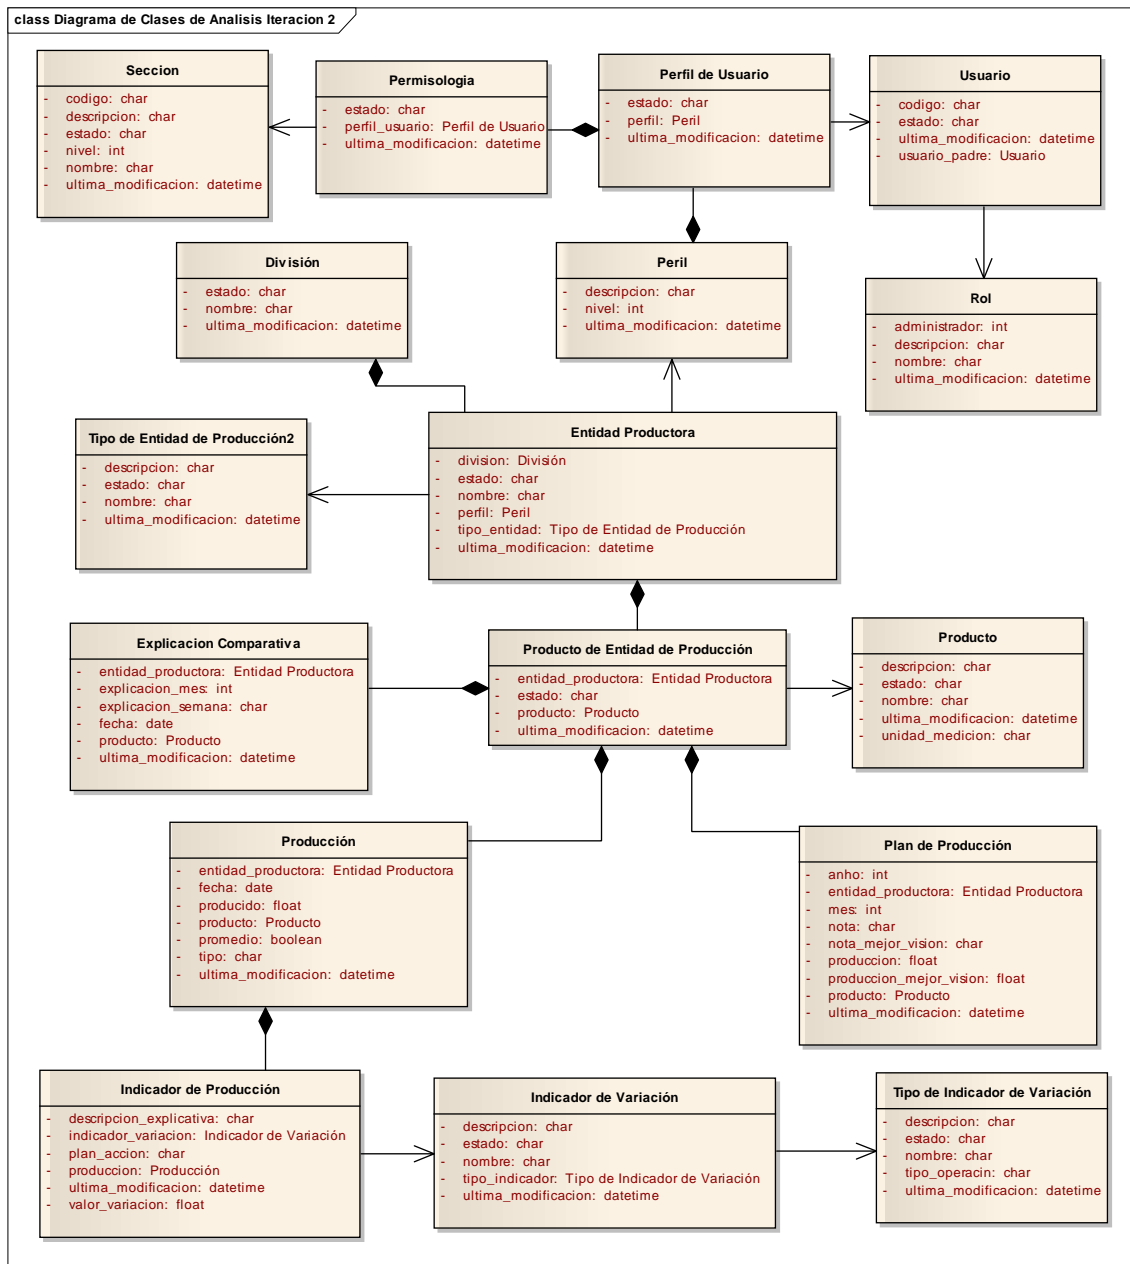 class Diagrama de Clases de Analisis Iteracion 2
Seccion
- codigo: char
- descripcion: char
- estado: char
- nivel: int
- nombre: char
- ultima_modificacion: datetime
Permisologia
- estado: char
- perfil_usuario: Perfil de Usuario
- ultima_modificacion: datetime
Perfil de Usuario
- estado: char
- perfil: Peril
- ultima_modificacion: datetime
Usuario
- codigo: char
- estado: char
- ultima_modificacion: datetime
- usuario_padre: Usuario
División
- estado: char
- nombre: char
- ultima_modificacion: datetime
Peril
- descripcion: char
- nivel: int
- ultima_modificacion: datetime
Rol
- administrador: int
- descripcion: char
- nombre: char
- ultima_modificacion: datetime
Tipo de Entidad de Producción2
- descripcion: char
- estado: char
- nombre: char
- ultima_modificacion: datetime
Entidad Productora
- division: División
- estado: char
- nombre: char
- perfil: Peril
- tipo_entidad: Tipo de Entidad de Producción
- ultima_modificacion: datetime
Explicacion Comparativa
- entidad_productora: Entidad Productora
- explicacion_mes: int
- explicacion_semana: char
- fecha: date
- producto: Producto
- ultima_modificacion: datetime
Producto de Entidad de Producción
- entidad_productora: Entidad Productora
- estado: char
- producto: Producto
- ultima_modificacion: datetime
Producto
- descripcion: char
- estado: char
- nombre: char
- ultima_modificacion: datetime
- unidad_medicion: char
Producción
- entidad_productora: Entidad Productora
- fecha: date
- producido: float
- producto: Producto
- promedio: boolean
- tipo: char
- ultima_modificacion: datetime
Plan de Producción
- anho: int
- entidad_productora: Entidad Productora
- mes: int
- nota: char
- nota_mejor_vision: char
- produccion: float
- produccion_mejor_vision: float
- producto: Producto
- ultima_modificacion: datetime
Indicador de Producción
- descripcion_explicativa: char
- indicador_variacion: Indicador de Variación
- plan_accion: char
- produccion: Producción
- ultima_modificacion: datetime
- valor_variacion: float
Indicador de Variación
- descripcion: char
- estado: char
- nombre: char
- tipo_indicador: Tipo de Indicador de Variación
- ultima_modificacion: datetime
Tipo de Indicador de Variación
- descripcion: char
- estado: char
- nombre: char
- tipo_operacin: char
- ultima_modificacion: datetime